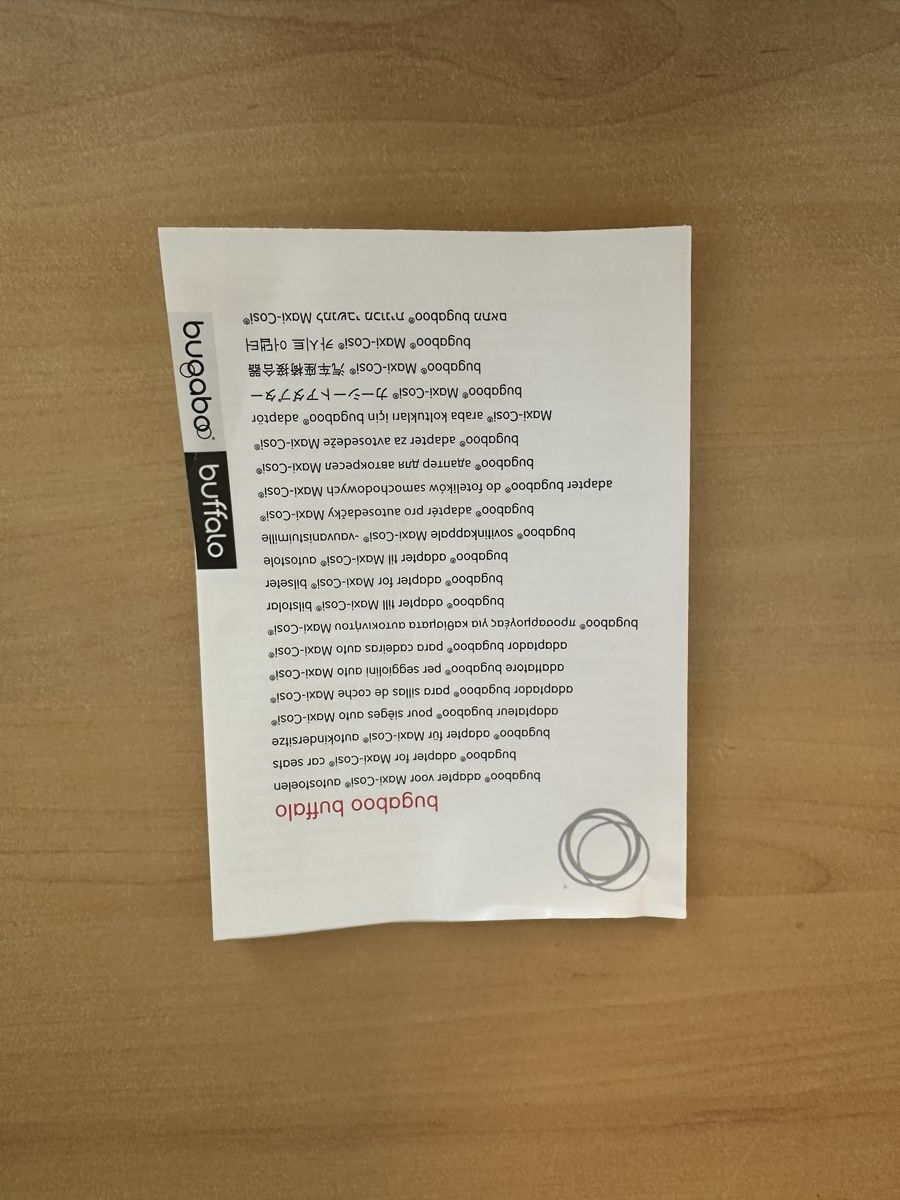 bugaboo buffalo
bugaboo® adapter voor Maxi-Cosi® autostoelen
bugaboo® adapter for Maxi-Cosi® car seats
bugaboo® adapter für Maxi-Cosi® autokindersitze
adaptateur bugaboo® pour sièges auto Maxi-Cosi®
adaptador bugaboo® para sillas de coche Maxi-Cosi®
adattatore bugaboo® per seggiolini auto Maxi-Cosi®
adaptador bugaboo® para cadeiras auto Maxi-Cosi®
bugaboo® προσαρμογέας για καθίσματα αυτοκινήτου Maxi-Cosi®
bugaboo® adapter till Maxi-Cosi® bilstolar
bugaboo® adapter for Maxi-Cosi® bilseter
bugaboo® adapter til Maxi-Cosi® autostole
bugaboo® sovitinkappale Maxi-Cosi® -vauvanistuimille
bugaboo® adaptér pro autosedačky Maxi-Cosi®
adapter bugaboo® do fotelików samochodowych Maxi-Cosi®
bugaboo® адаптер для автокресел Maxi-Cosi®
bugaboo® adapter za avtosedeže Maxi-Cosi®
Maxi-Cosi® araba koltukları için bugaboo® adaptör
bugaboo® Maxi-Cosi® カーシートアダプター
bugaboo® Maxi-Cosi® 汽车座椅接合器
bugaboo® Maxi-Cosi® 카시트 어댑터
מתאם bugaboo® למושבי מכונית Maxi-Cosi®
bugaboo®
buffalo